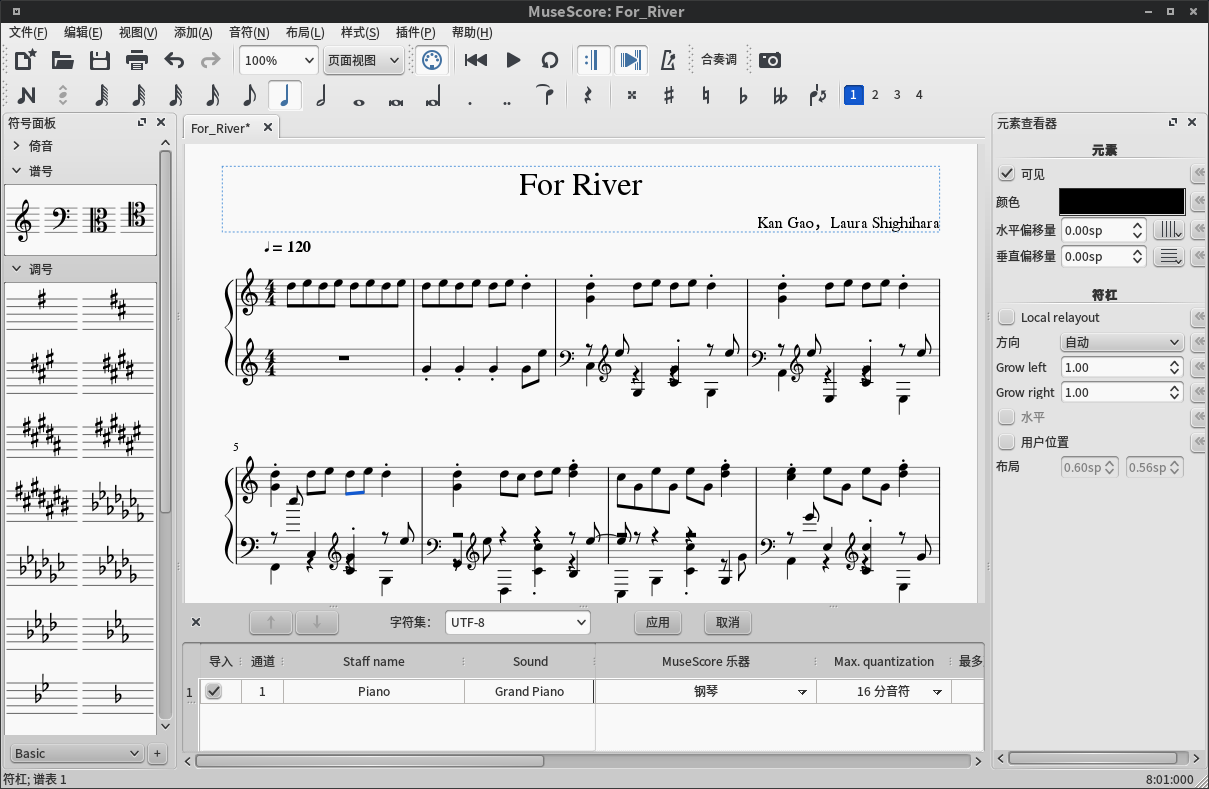 MuseScore: For_River
文件(F) 编辑(E) 视图(V) 添加(A) 音符(N) 布局(L) 样式(S) 插件(P) 帮助(H)
100% 页面视图 合奏调
1 2 3 4
符号面板
倚音
谱号
调号
Basic
+
For_River*
For River
Kan Gao，Laura Shighihara
= 120
5
字符集： UTF-8 应用 取消
导入 通道 Staff name Sound MuseScore 乐器 Max. quantization 最多
1 1 Piano Grand Piano 钢琴 16 分音符
元素查看器
元素
可见
颜色
水平偏移量 0.00sp
垂直偏移量 0.00sp
符杠
Local relayout
方向 自动
Grow left 1.00
Grow right 1.00
水平
用户位置
布局 0.60sp 0.56sp
符杠; 谱表 1 8:01:000